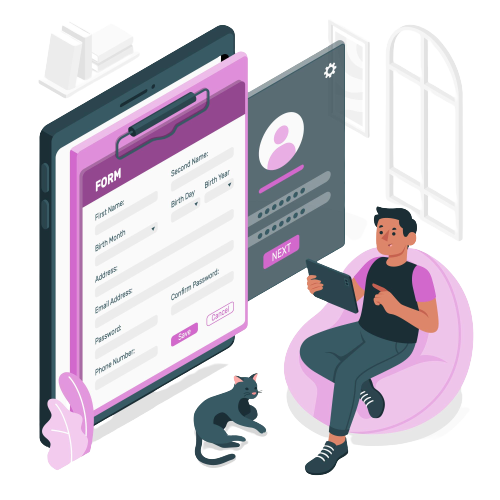 FORM
First Name:
Second Name:
Birth Month
Birth Day
Birth Year
Address:
Email Address:
Password:
Confirm Password:
Phone Number:
Save
Cancel
NEXT